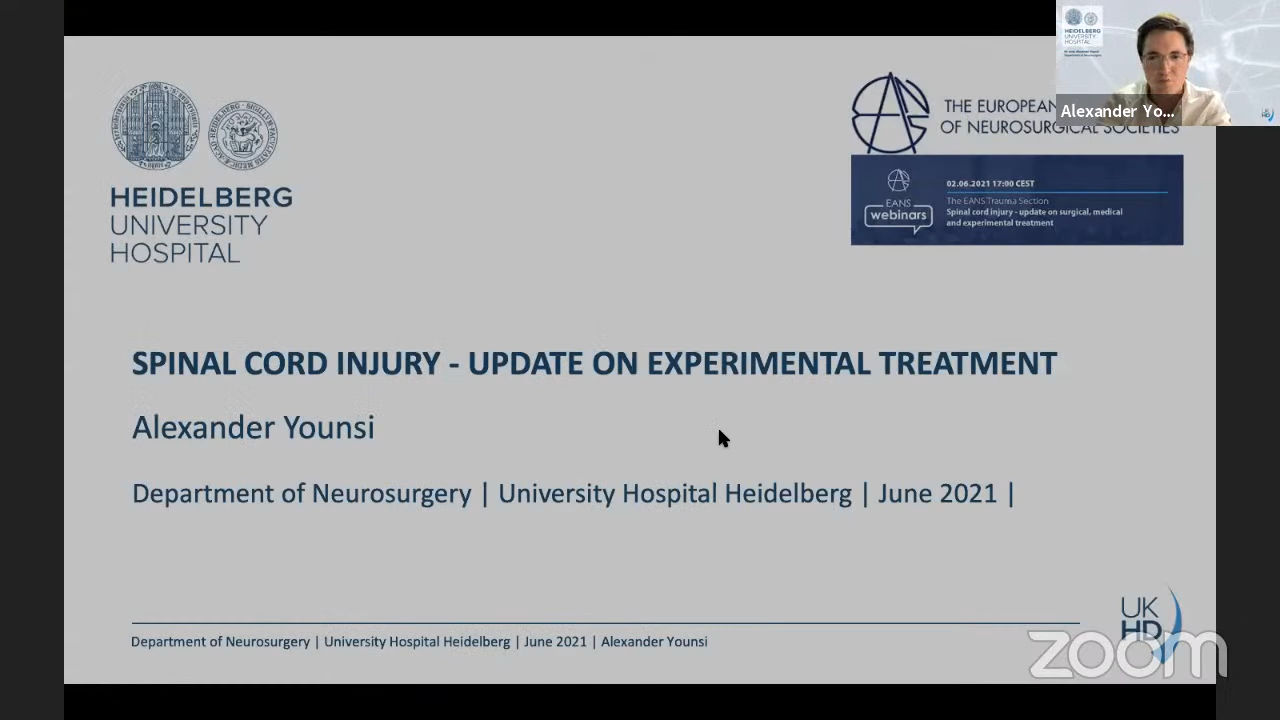 HEIDELBERG
UNIVERSITY
HOSPITAL
THE EUROPEAN
OF NEUROSURGICAL SOCIETIES
EANS
webinars
02.06.2021 17:00 CEST
The EANS Trauma Section
Spinal cord injury - update on surgical, medical
and experimental treatment
HEIDELBERG
UNIVERSITY
HOSPITAL
Alexander Yo...
SPINAL CORD INJURY - UPDATE ON EXPERIMENTAL TREATMENT
Alexander Younsi
Department of Neurosurgery | University Hospital Heidelberg | June 2021 |
Department of Neurosurgery | University Hospital Heidelberg | June 2021 | Alexander Younsi
UK
HD
zoom